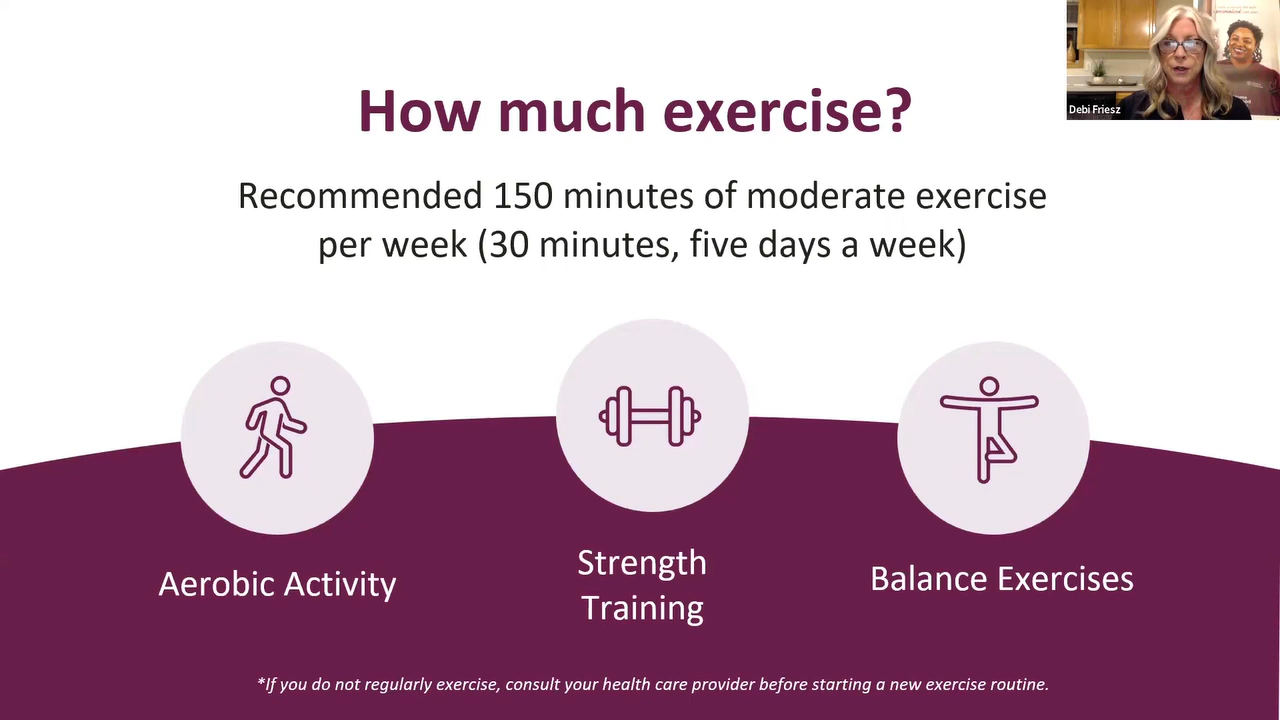 How much exercise?
Recommended 150 minutes of moderate exercise
per week (30 minutes, five days a week)
Debi Friesz
Aerobic Activity
Strength
Training
Balance Exercises
*If you do not regularly exercise, consult your health care provider before starting a new exercise routine.